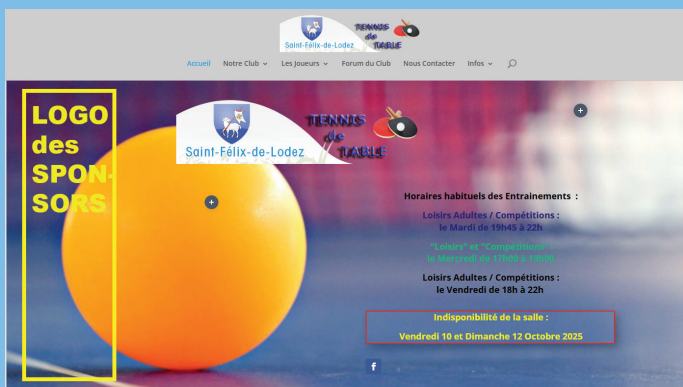 Saint-Félix-de-Lodez
TENNIS
de
TABLE
Accueil Notre Club Les Joueurs Forum du Club Nous Contacter Infos
LOGO
des
SPON-
SORS
Saint-Félix-de-Lodez
TENNIS
de
TABLE
Horaires habituels des Entrainements :
Loisirs Adultes / Compétitions :
le Mardi de 19h45 à 22h
"Loisirs" et "Compétitions" :
le Mercredi de 17h00 à
Loisirs Adultes / Compétitions :
le Vendredi de 18h à 22h
Indisponibilité de la salle :
Vendredi 10 et Dimanche 12 Octobre 2025
f